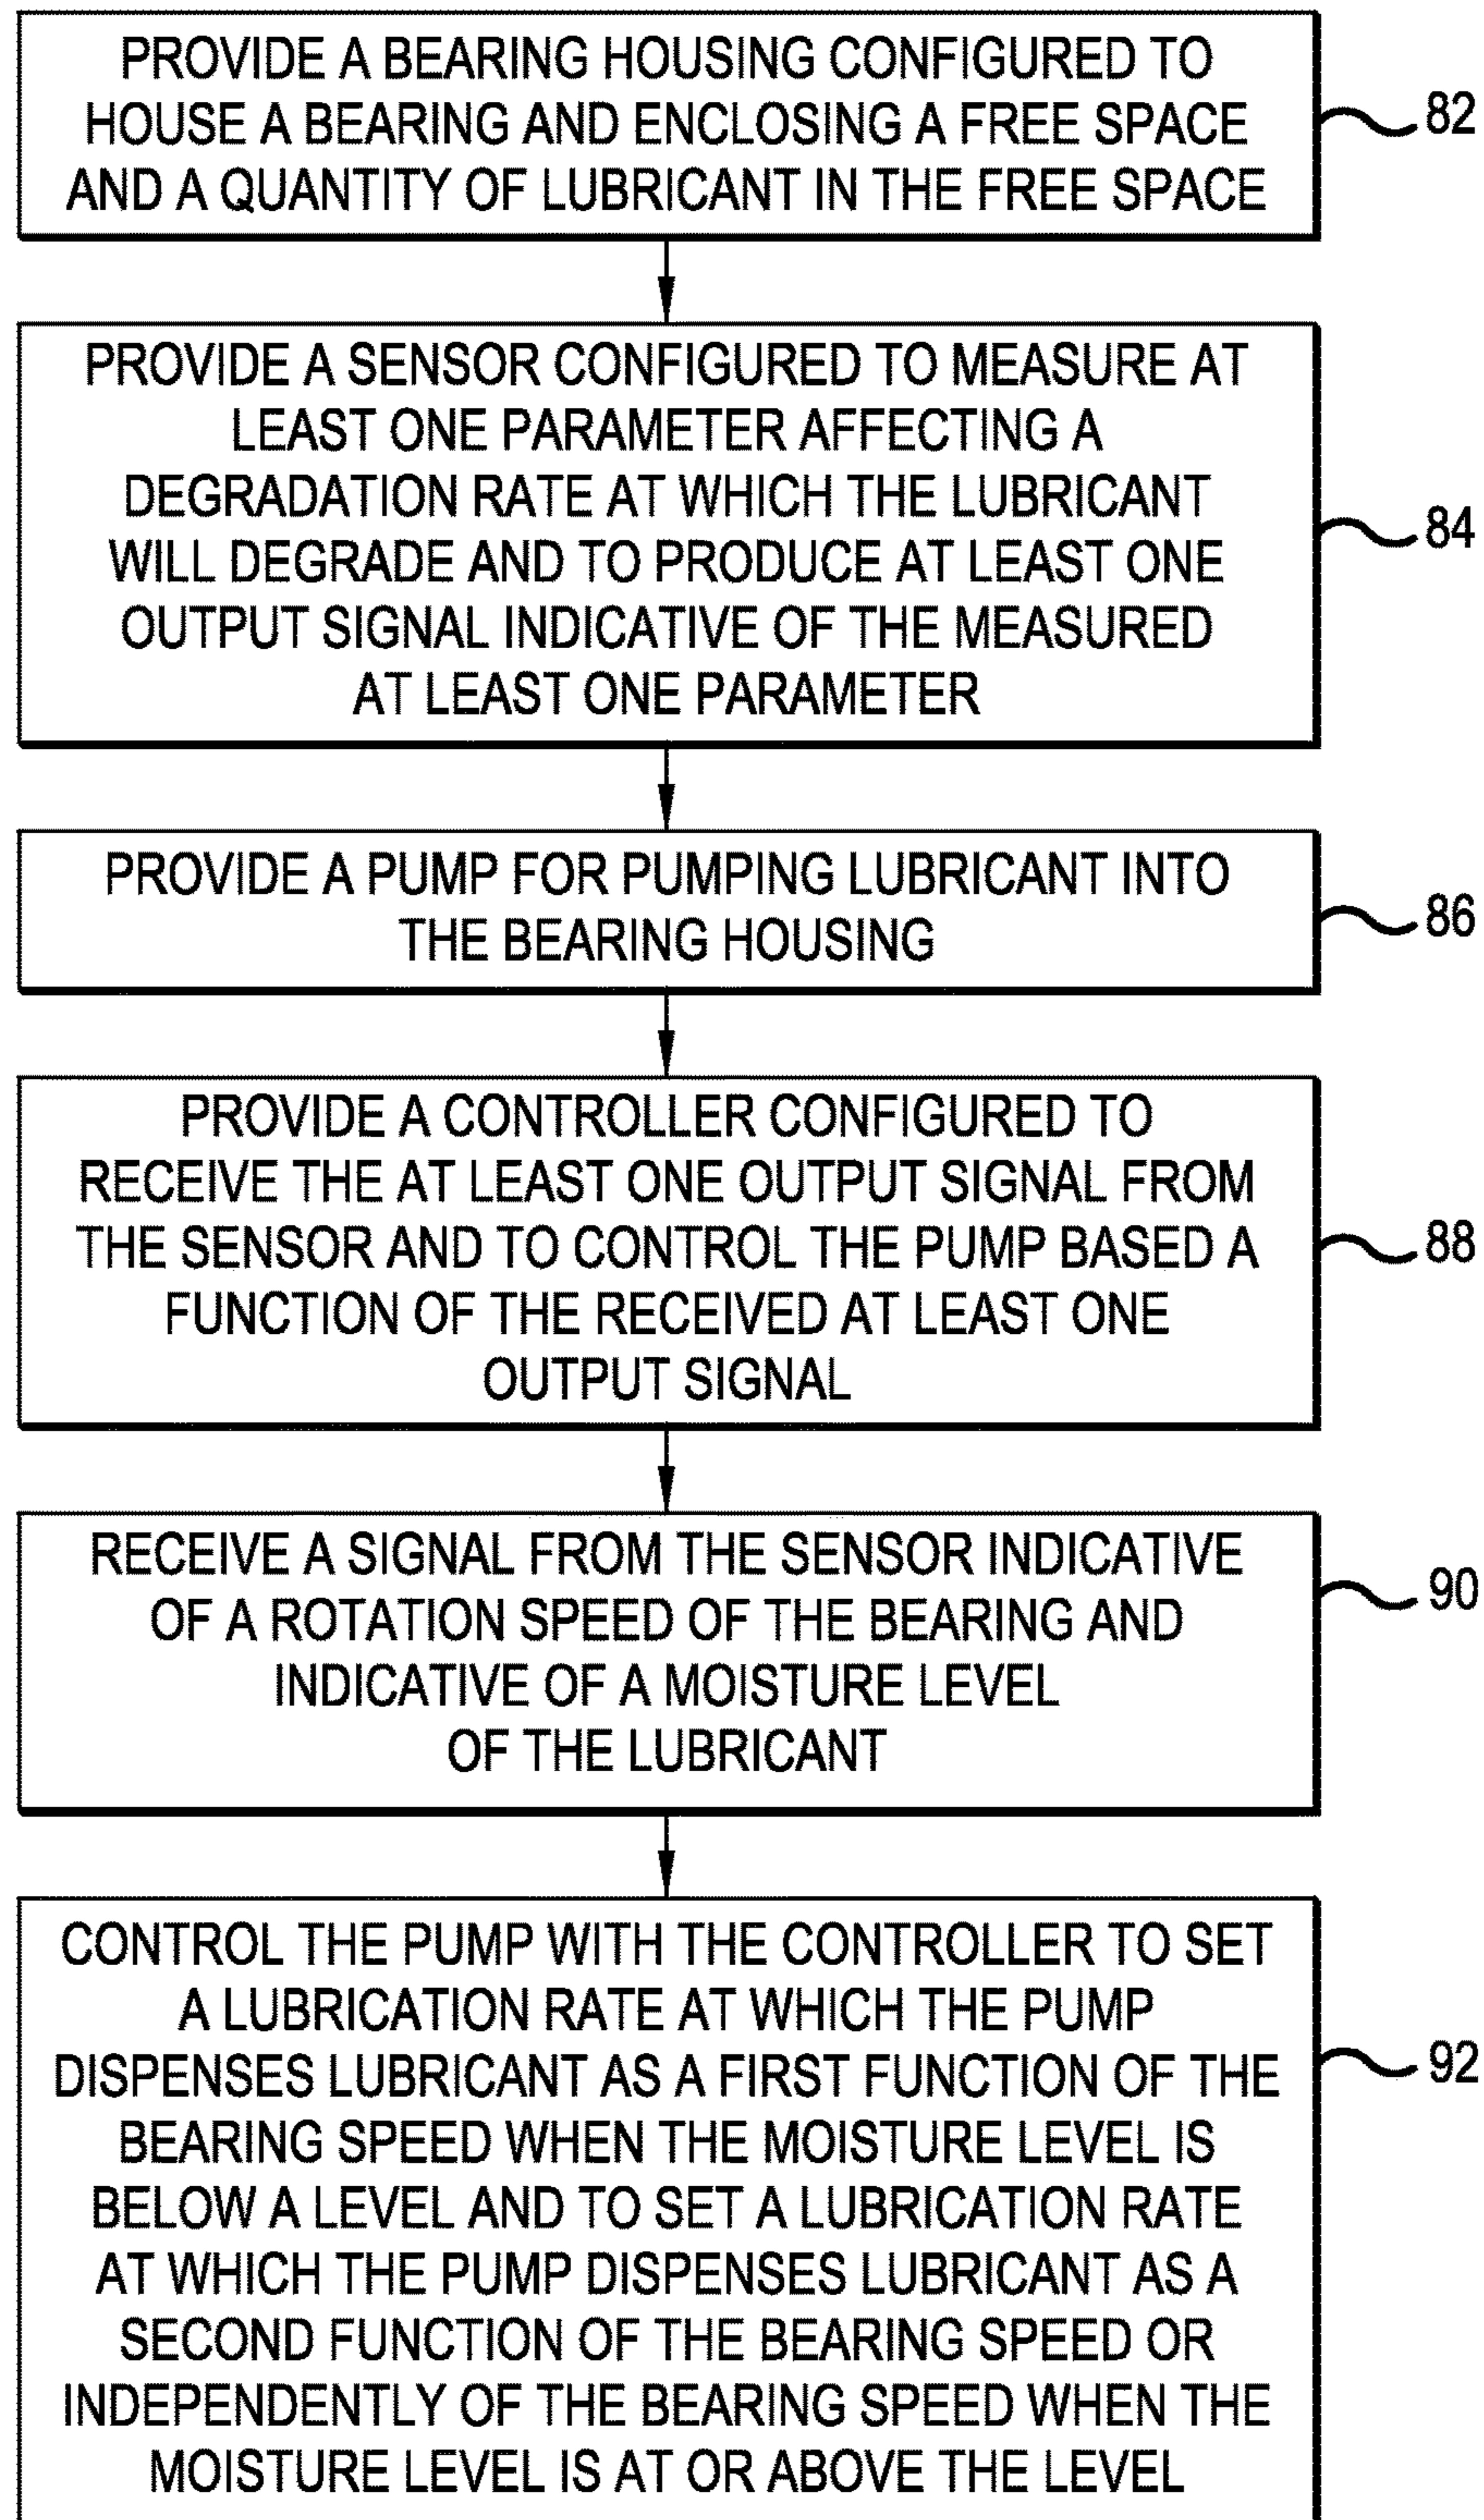 PROVIDE A BEARING HOUSING CONFIGURED TO
HOUSE A BEARING AND ENCLOSING A FREE SPACE
AND A QUANTITY OF LUBRICANT IN THE FREE SPACE
82
PROVIDE A SENSOR CONFIGURED TO MEASURE AT
LEAST ONE PARAMETER AFFECTING A
DEGRADATION RATE AT WHICH THE LUBRICANT
WILL DEGRADE AND TO PRODUCE AT LEAST ONE
OUTPUT SIGNAL INDICATIVE OF THE MEASURED
AT LEAST ONE PARAMETER
84
PROVIDE A PUMP FOR PUMPING LUBRICANT INTO
THE BEARING HOUSING
86
PROVIDE A CONTROLLER CONFIGURED TO
RECEIVE THE AT LEAST ONE OUTPUT SIGNAL FROM
THE SENSOR AND TO CONTROL THE PUMP BASED A
FUNCTION OF THE RECEIVED AT LEAST ONE
OUTPUT SIGNAL
88
RECEIVE A SIGNAL FROM THE SENSOR INDICATIVE
OF A ROTATION SPEED OF THE BEARING AND
INDICATIVE OF A MOISTURE LEVEL
OF THE LUBRICANT
90
CONTROL THE PUMP WITH THE CONTROLLER TO SET
A LUBRICATION RATE AT WHICH THE PUMP
DISPENSES LUBRICANT AS A FIRST FUNCTION OF THE
BEARING SPEED WHEN THE MOISTURE LEVEL IS
BELOW A LEVEL AND TO SET A LUBRICATION RATE
AT WHICH THE PUMP DISPENSES LUBRICANT AS A
SECOND FUNCTION OF THE BEARING SPEED OR
INDEPENDENTLY OF THE BEARING SPEED WHEN THE
MOISTURE LEVEL IS AT OR ABOVE THE LEVEL
92